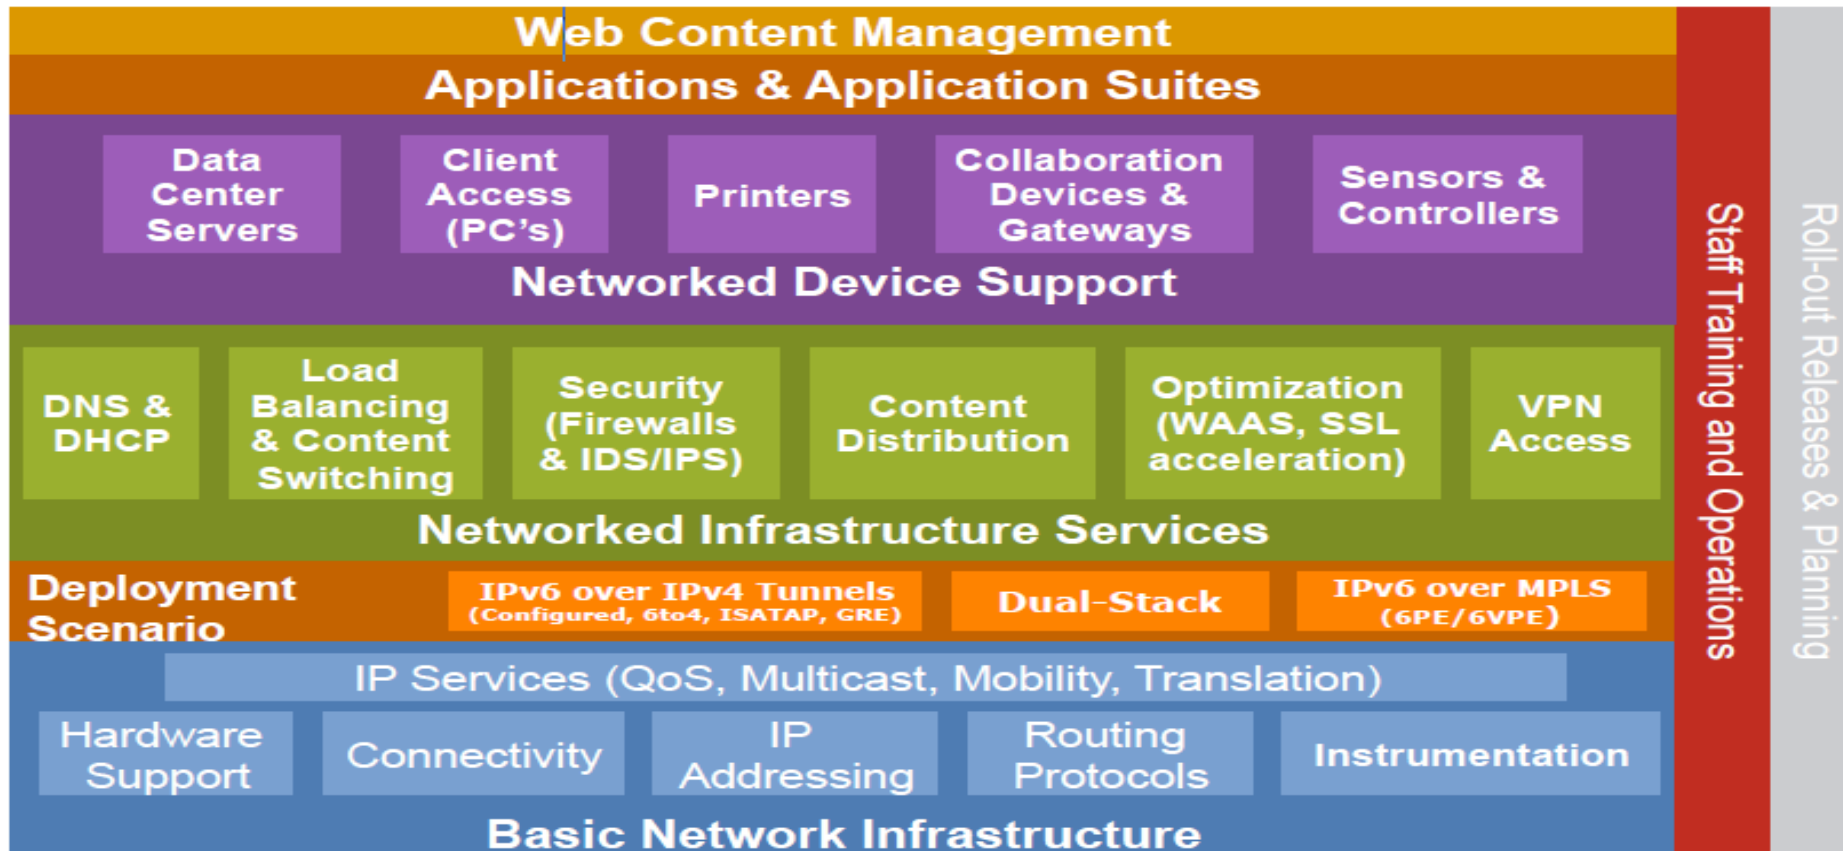 Web Content Management
Applications & Application Suites
Data
Center
Servers
Client
Access
(PC's)
Printers
Collaboration
Devices &
Gateways
Sensors &
Controllers
Networked Device Support
DNS &
DHCP
Load
Balancing
& Content
Switching
Security
(Firewalls
& IDS/IPS)
Content
Distribution
Optimization
(WAAS, SSL
acceleration)
VPN
Access
Networked Infrastructure Services
Deployment
Scenario
IPv6 over IPv4 Tunnels
(Configured, 6to4, ISATAP, GRE)
Dual-Stack
IPv6 over MPLS
(6PE/6VPE)
IP Services (QoS, Multicast, Mobility, Translation)
Hardware
Support
Connectivity
IP
Addressing
Routing
Protocols
Instrumentation
Basic Network Infrastructure
Staff Training and Operations
Roll-out Releases & Planning